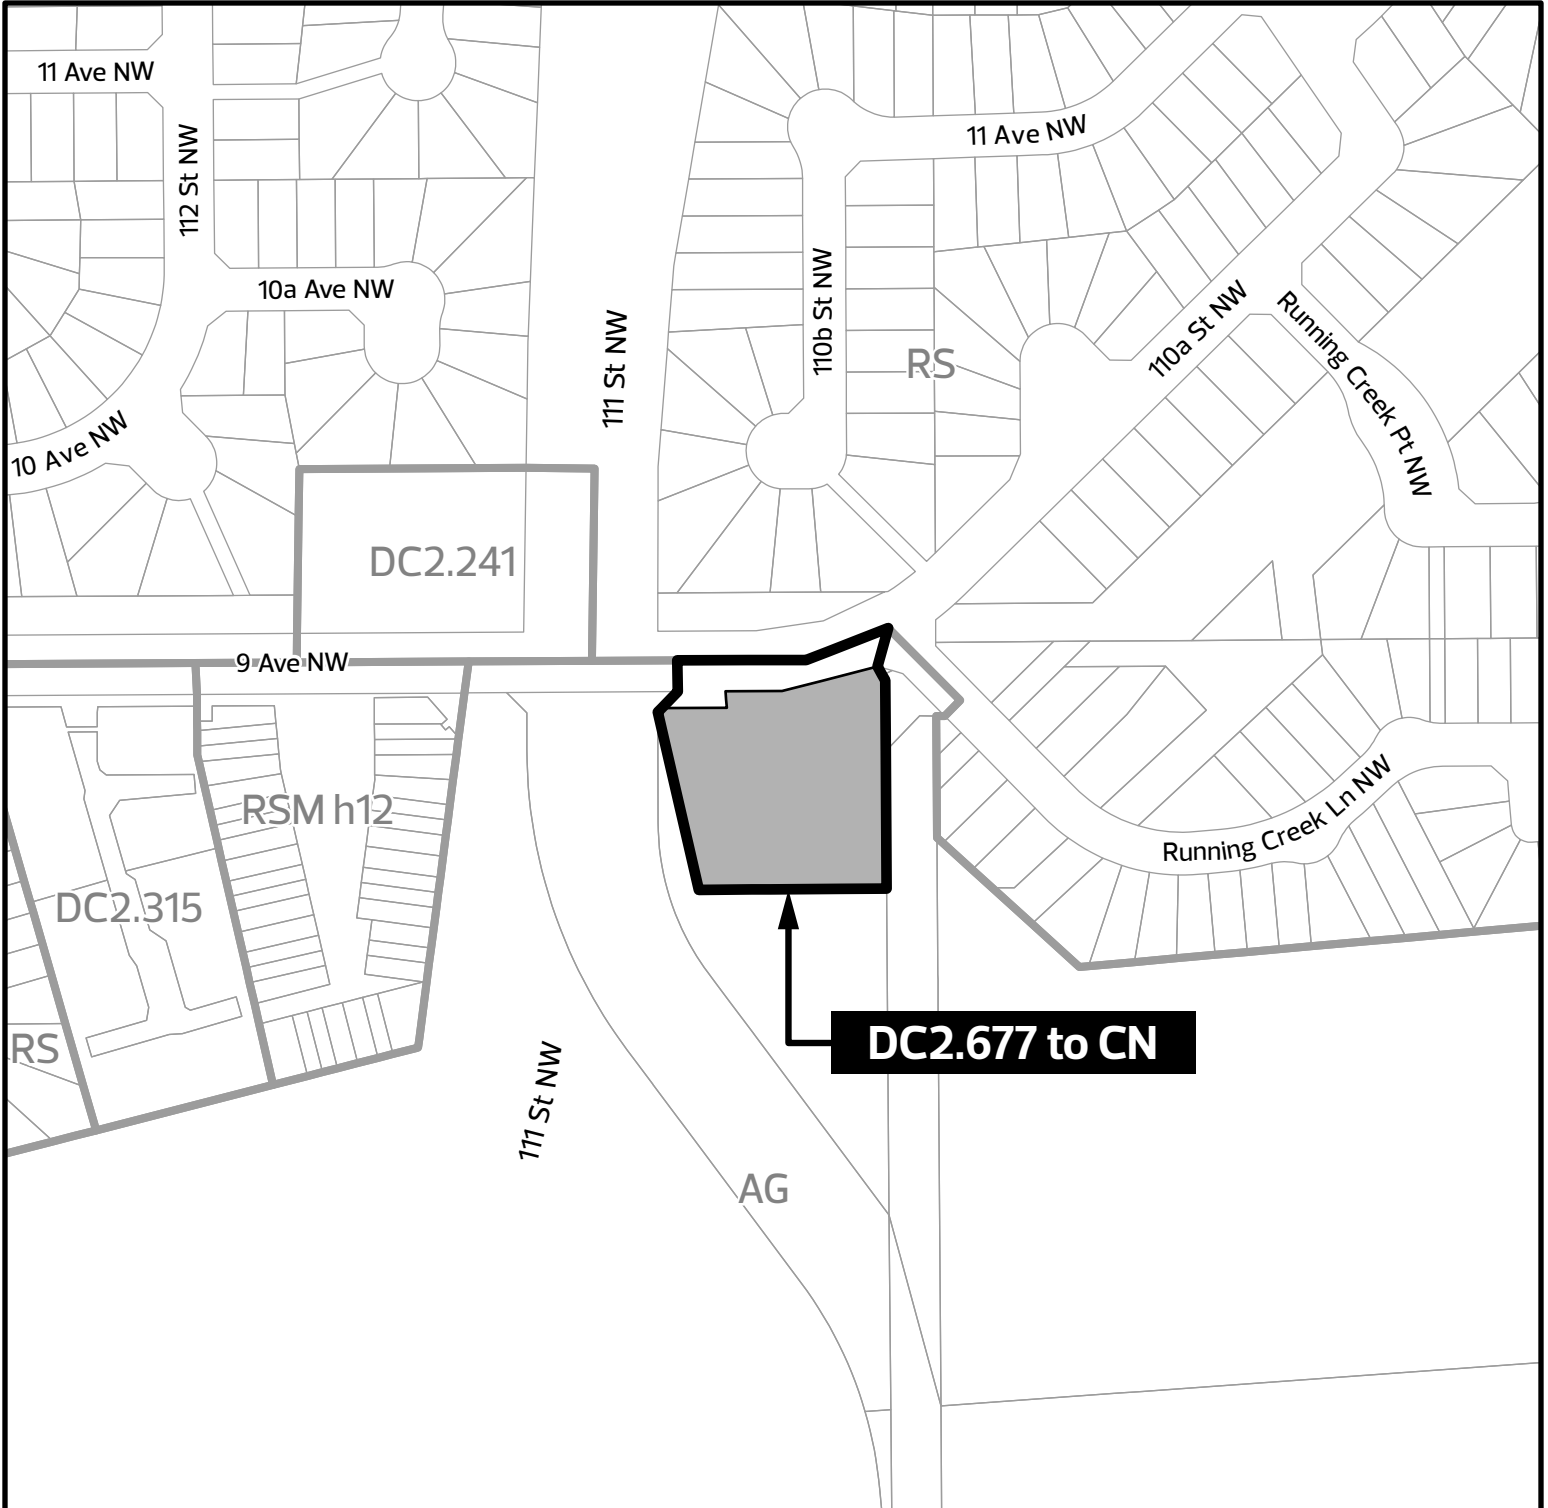 11 Ave NW
112 St NW
11 Ave NW
10a Ave NW
110b St NW
110a St NW
Running Creek Pt NW
111 St NW
RS
10 Ave NW
DC2.241
9 Ave NW
RSM h12
Running Creek Ln NW
DC2.315
RS
DC2.677 to CN
111 St NW
AG